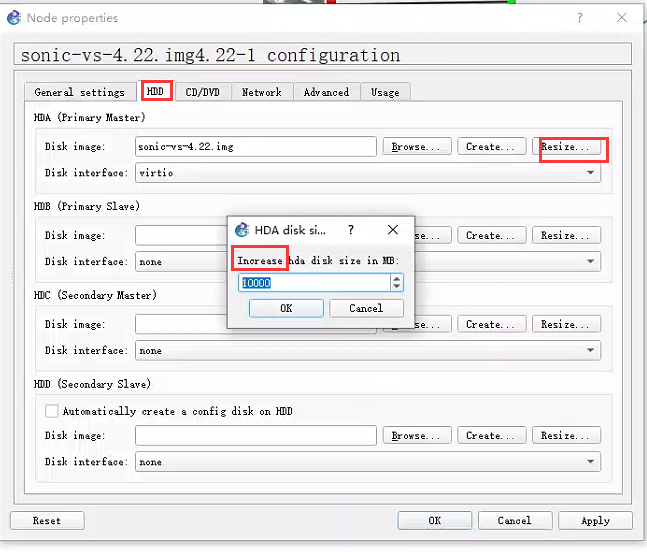 Node properties
sonic-vs-4.22.img4.22-1 configuration
General settings HDD CD/DVD Network Advanced Usage
HDA (Primary Master)
Disk image: sonic-vs-4.22.img Browse... Create... Resize...
Disk interface: virtio
HDB (Primary Slave)
Disk image: Create... Resize...
Disk interface: none
HDA disk si...
Increase hda disk size in MB:
10000
OK Cancel
HDC (Secondary Master)
Disk image: Create... Resize...
Disk interface: none
HDD (Secondary Slave)
Automatically create a config disk on HDD
Disk image: Browse... Create... Resize...
Disk interface: none
Reset OK Cancel Apply